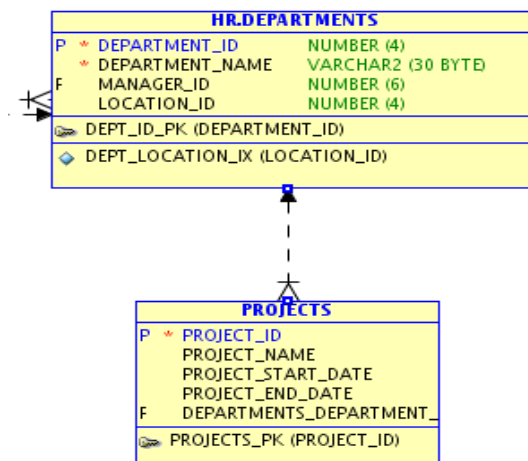 HR.DEPARTMENTS
P * DEPARTMENT_ID NUMBER (4)
* DEPARTMENT_NAME VARCHAR2 (30 BYTE)
F MANAGER_ID NUMBER (6)
LOCATION_ID NUMBER (4)
DEPT_ID_PK (DEPARTMENT_ID)
DEPT_LOCATION_IX (LOCATION_ID)
PROJECTS
P * PROJECT_ID
PROJECT_NAME
PROJECT_START_DATE
PROJECT_END_DATE
F DEPARTMENTS_DEPARTMENT_
PROJECTS_PK (PROJECT_ID)